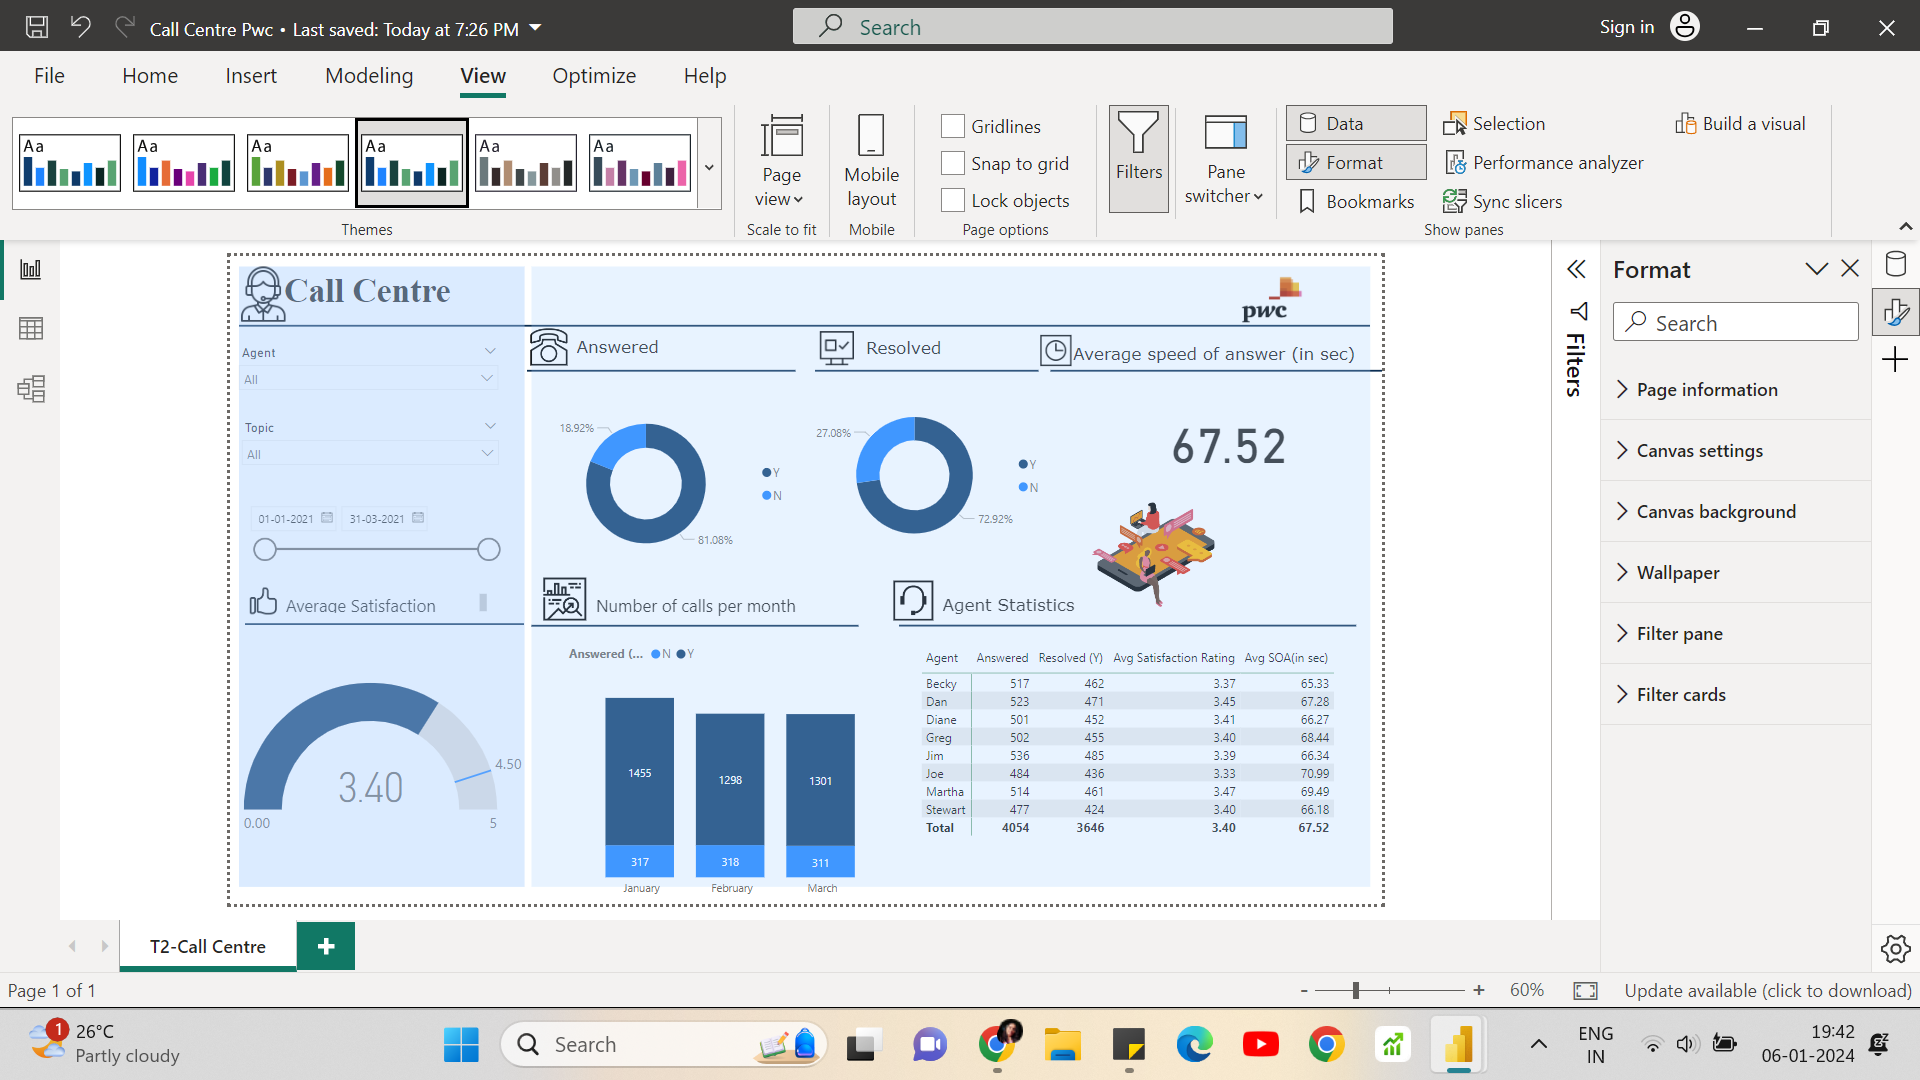 Call Centre Pwc • Last saved: Today at 7:26 PM
Search
Sign in
File Home Insert Modeling View Optimize Help
Aa Aa Aa Aa Aa Aa
Themes
Page view
Scale to fit
Mobile layout
Mobile
Gridlines
Snap to grid
Lock objects
Page options
Filters
Pane switcher
Data
Format
Bookmarks
Selection
Performance analyzer
Sync slicers
Build a visual
Show panes
Call Centre
pwc
Agent
All
Topic
All
01-01-2021 31-03-2021
Average Satisfaction
3.40
4.50
0.00 5
Answered
18.92%
81.08%
Y
N
Resolved
27.08%
72.92%
Y
N
Average speed of answer (in sec)
67.52
Number of calls per month
Answered (... N Y
1455 1298 1301
317 318 311
January February March
Agent Statistics
Agent Answered Resolved (Y) Avg Satisfaction Rating Avg SOA(in sec)
Becky 517 462 3.37 65.33
Dan 523 471 3.45 67.28
Diane 501 452 3.41 66.27
Greg 502 455 3.40 68.44
Jim 536 485 3.39 66.34
Joe 484 436 3.33 70.99
Martha 514 461 3.47 69.49
Stewart 477 424 3.40 66.18
Total 4054 3646 3.40 67.52
Filters
Format
Search
Page information
Canvas settings
Canvas background
Wallpaper
Filter pane
Filter cards
T2-Call Centre
Page 1 of 1
- + 60%
Update available (click to download)
1
26°C
Partly cloudy
Search
ENG
IN
19:42
06-01-2024